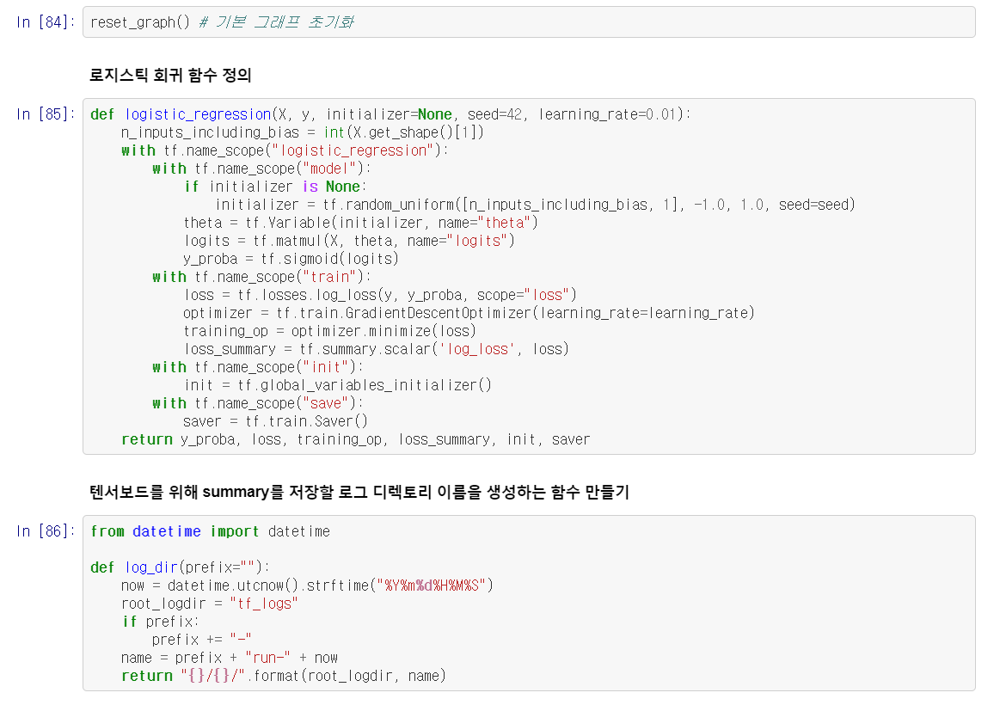 In [84]: reset_graph() # 기본 그래프 초기화
로지스틱 회귀 함수 정의
In [85]: def logistic_regression(X, y, initializer=None, seed=42, learning_rate=0.01):
    n_inputs_including_bias = int(X.get_shape()[1])
    with tf.name_scope("logistic_regression"):
        with tf.name_scope("model"):
            if initializer is None:
                initializer = tf.random_uniform([n_inputs_including_bias, 1], -1.0, 1.0, seed=seed)
            theta = tf.Variable(initializer, name="theta")
            logits = tf.matmul(X, theta, name="logits")
            y_proba = tf.sigmoid(logits)
        with tf.name_scope("train"):
            loss = tf.losses.log_loss(y, y_proba, scope="loss")
            optimizer = tf.train.GradientDescentOptimizer(learning_rate=learning_rate)
            training_op = optimizer.minimize(loss)
            loss_summary = tf.summary.scalar('log_loss', loss)
        with tf.name_scope("init"):
            init = tf.global_variables_initializer()
        with tf.name_scope("save"):
            saver = tf.train.Saver()
    return y_proba, loss, training_op, loss_summary, init, saver
텐서보드를 위해 summary를 저장할 로그 디렉토리 이름을 생성하는 함수 만들기
In [86]: from datetime import datetime
def log_dir(prefix=""):
    now = datetime.utcnow().strftime("%Y%m%d%H%M%S")
    root_logdir = "tf_logs"
    if prefix:
        prefix += "-"
    name = prefix + "run-" + now
    return "{}/{}/".format(root_logdir, name)